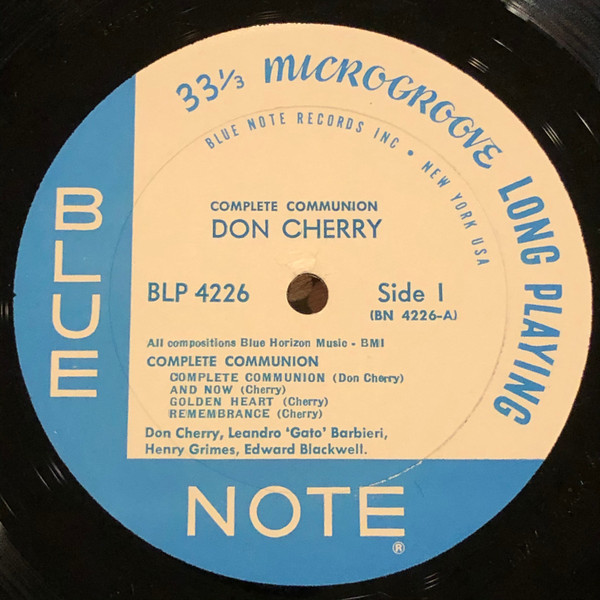 33⅓ MICROGROOVE LONG PLAYING
BLUE NOTE RECORDS INC • NEW YORK USA
COMPLETE COMMUNION
DON CHERRY
BLP 4226
Side 1
(BN 4226-A)
All compositions Blue Horizon Music - BMI
COMPLETE COMMUNION
COMPLETE COMMUNION (Don Cherry)
AND NOW (Cherry)
GOLDEN HEART (Cherry)
REMEMBRANCE (Cherry)
Don Cherry, Leandro ‘Gato’ Barbieri,
Henry Grimes, Edward Blackwell.
BLUE
NOTE®